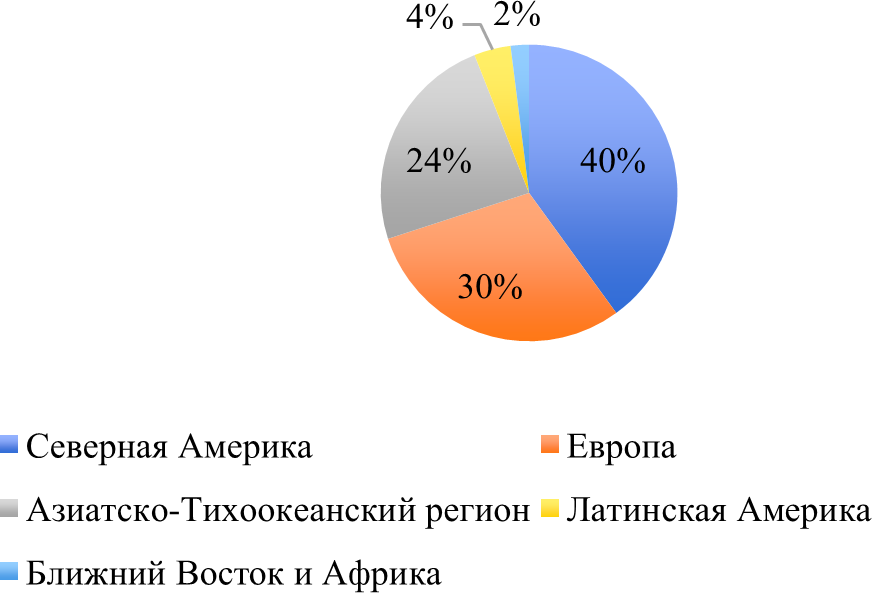 4% 2%
24% 40%
30%
Северная Америка Европа
Азиатско-Тихоокеанский регион Латинская Америка
Ближний Восток и Африка